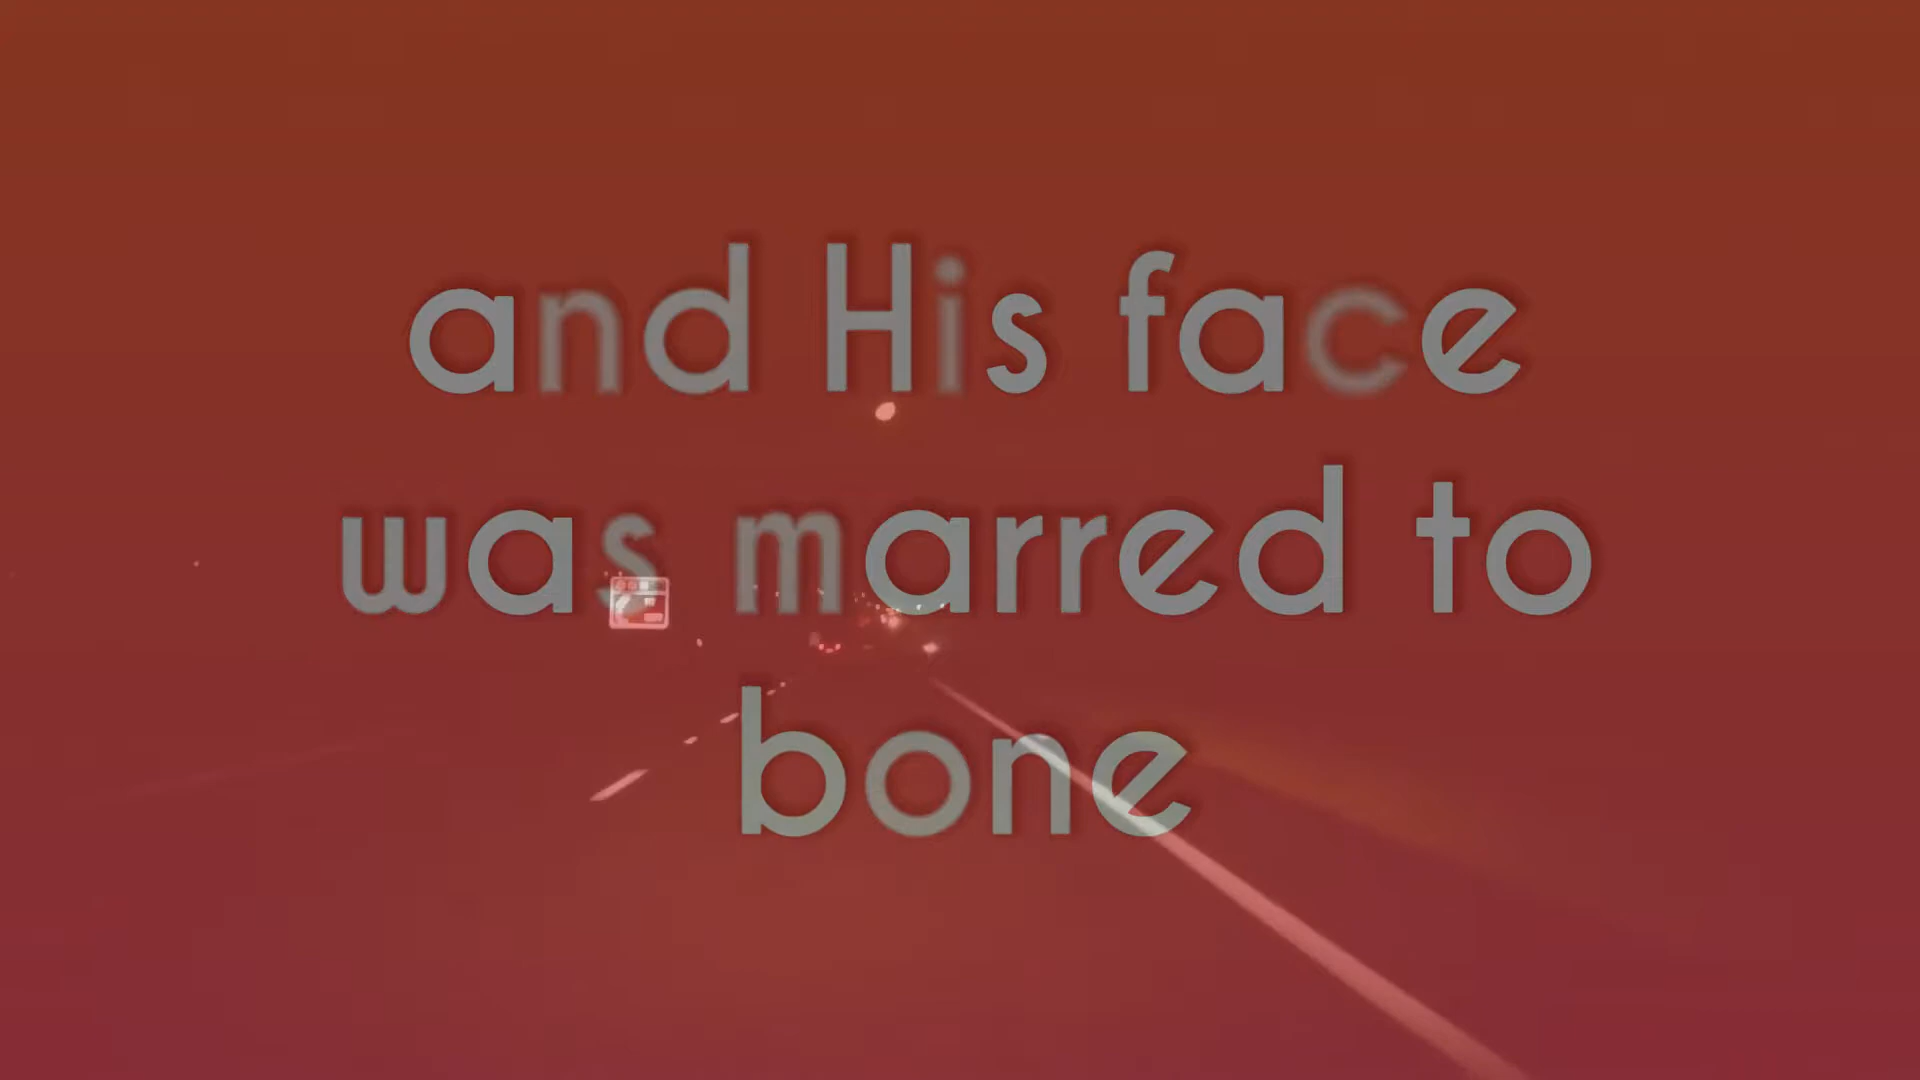 and His face
was marred to
bone